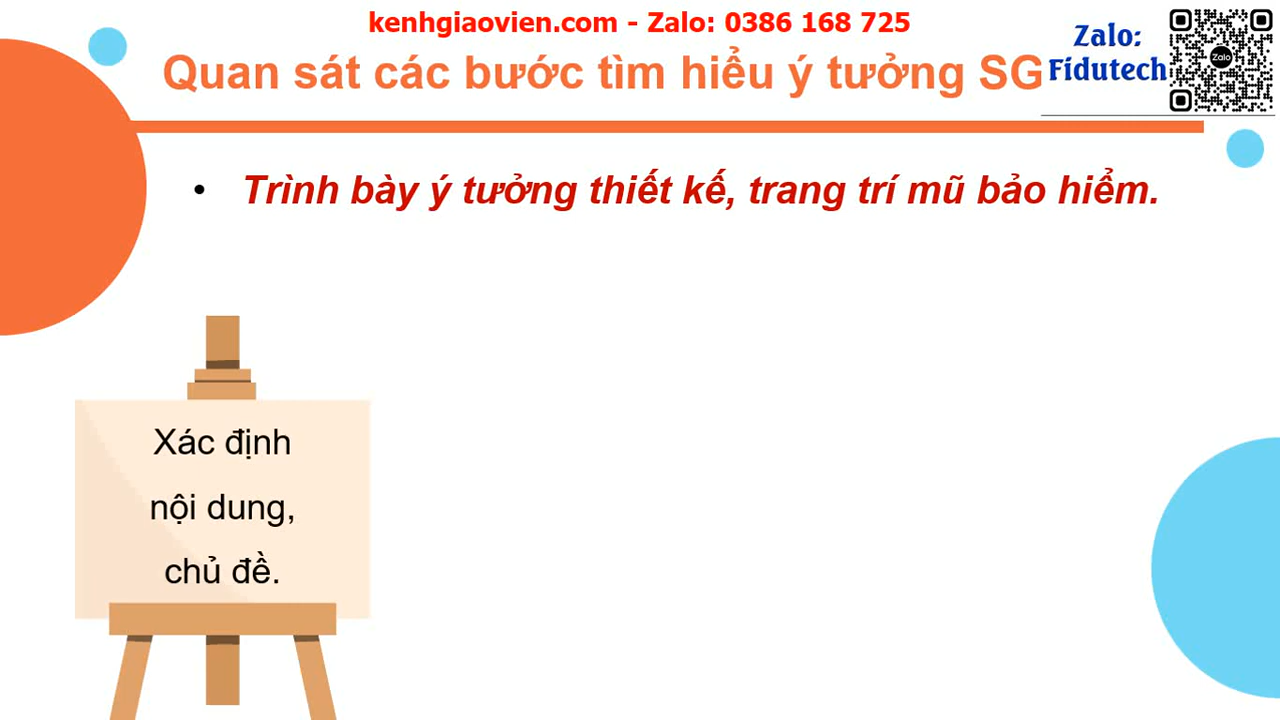 kenhgiaovien.com - Zalo: 0386 168 725
Zalo:
Fidutech
Zalo
Quan sát các bước tìm hiểu ý tưởng SG
• Trình bày ý tưởng thiết kế, trang trí mũ bảo hiểm.
Xác định
nội dung,
chủ đề.